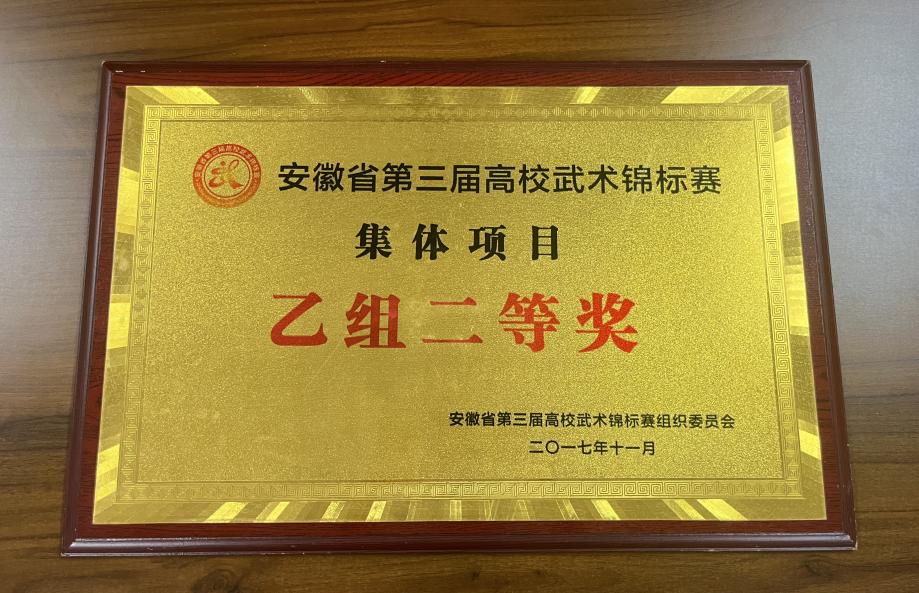 安徽省第三届高校武术锦标赛
集体项目
乙组二等奖
安徽省第三届高校武术锦标赛组织委员会
二〇一七年十一月